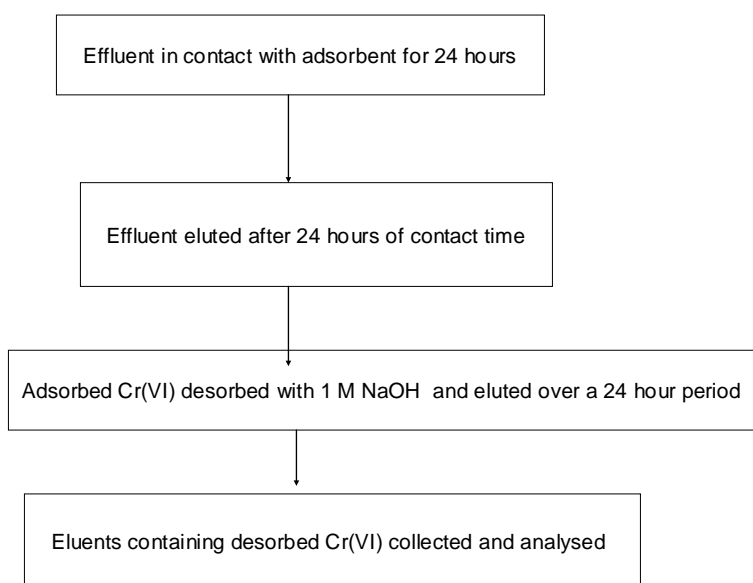 Effluent in contact with adsorbent for 24 hours
Effluent eluted after 24 hours of contact time
Adsorbed Cr(VI) desorbed with 1 M NaOH  and eluted over a 24 hour period
Eluents containing desorbed Cr(VI) collected and analysed